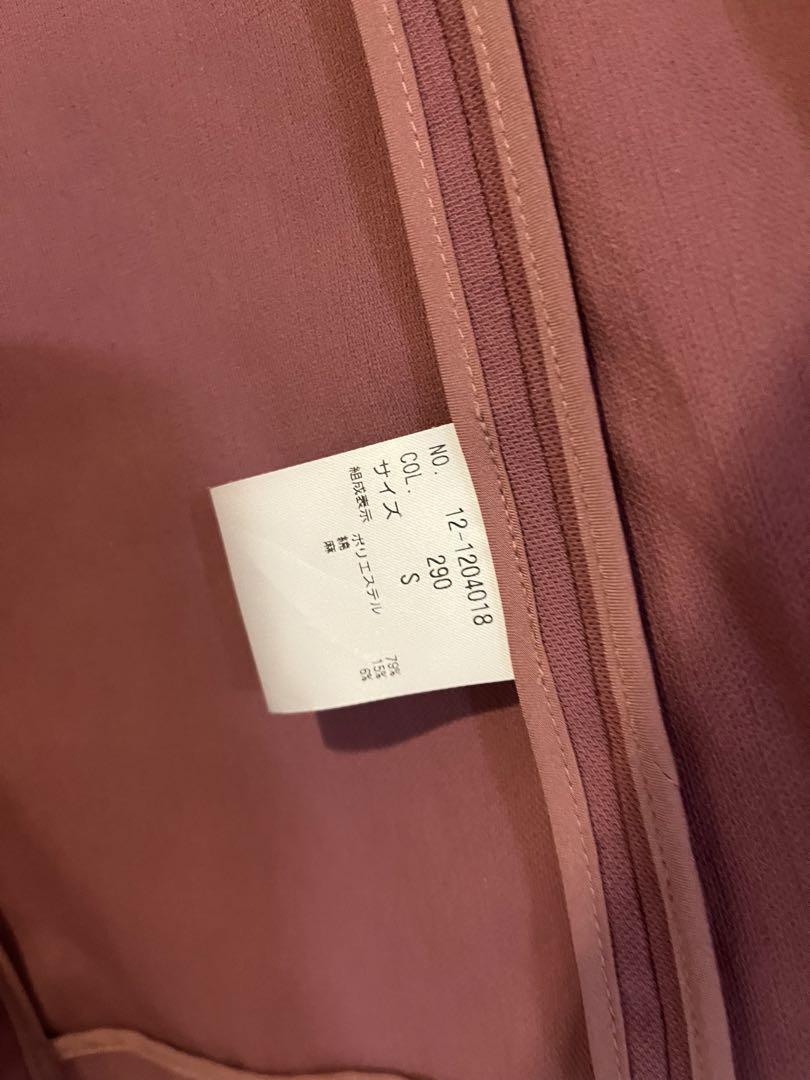 NO. 12-1204018
COL. 290
サイズ S
組成表示 ポリエステル 79%
綿 15%
麻 6%